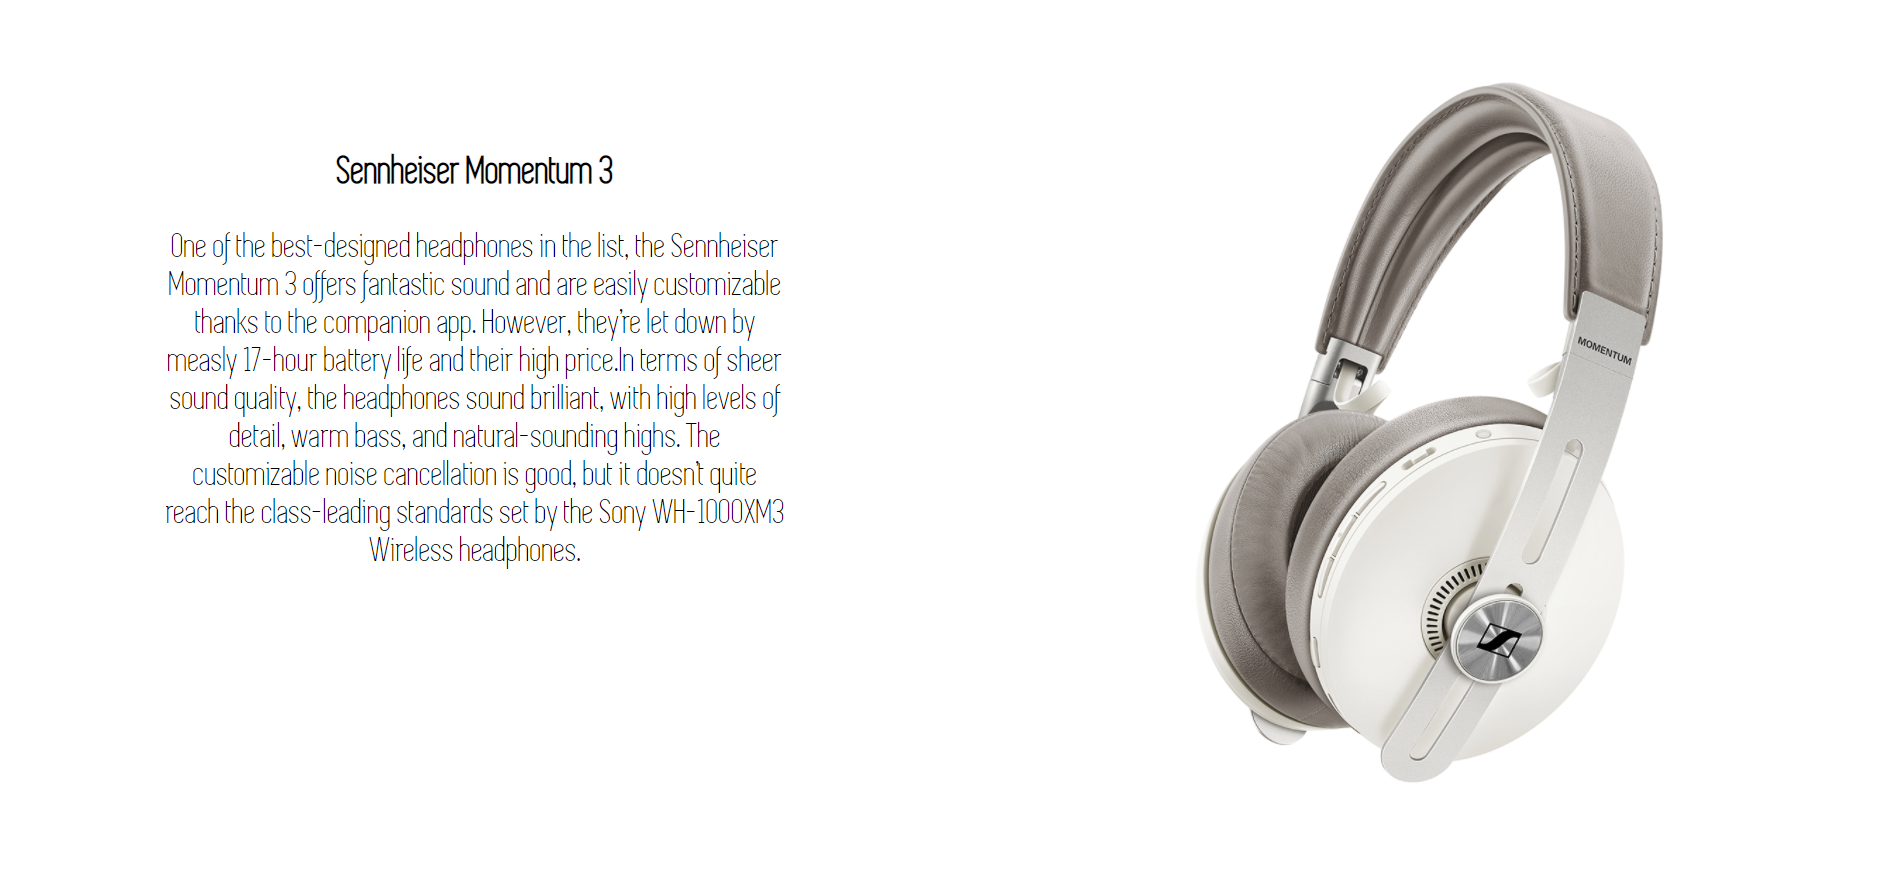 Sennheiser Momentum 3
One of the best-designed headphones in the list, the Sennheiser
Momentum 3 offers fantastic sound and are easily customizable
thanks to the companion app. However, they're let down by
measly 17-hour battery life and their high price.In terms of sheer
sound quality, the headphones sound brilliant, with high levels of
detail, warm bass, and natural-sounding highs. The
customizable noise cancellation is good, but it doesn't quite
reach the class-leading standards set by the Sony WH-1000XM3
Wireless headphones.
MOMENTUM